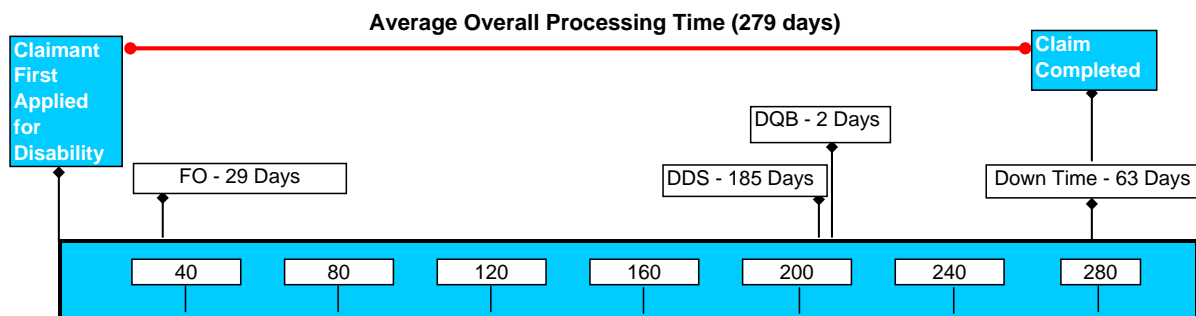 Average Overall Processing Time (279 days)
Claimant
First
Applied
for
Disability
Claim
Completed
DQB - 2 Days
FO - 29 Days
DDS - 185 Days
Down Time - 63 Days
40
80
120
160
200
240
280